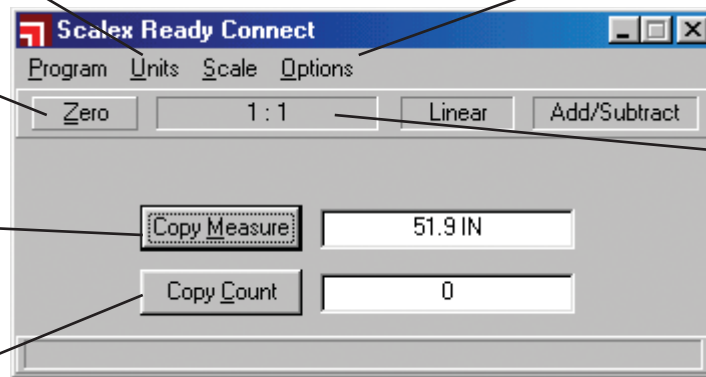 Scalex Ready Connect
Program Units Scale Options
Zero 1 : 1 Linear Add/Subtract
Copy Measure 51.9 IN
Copy Count 0